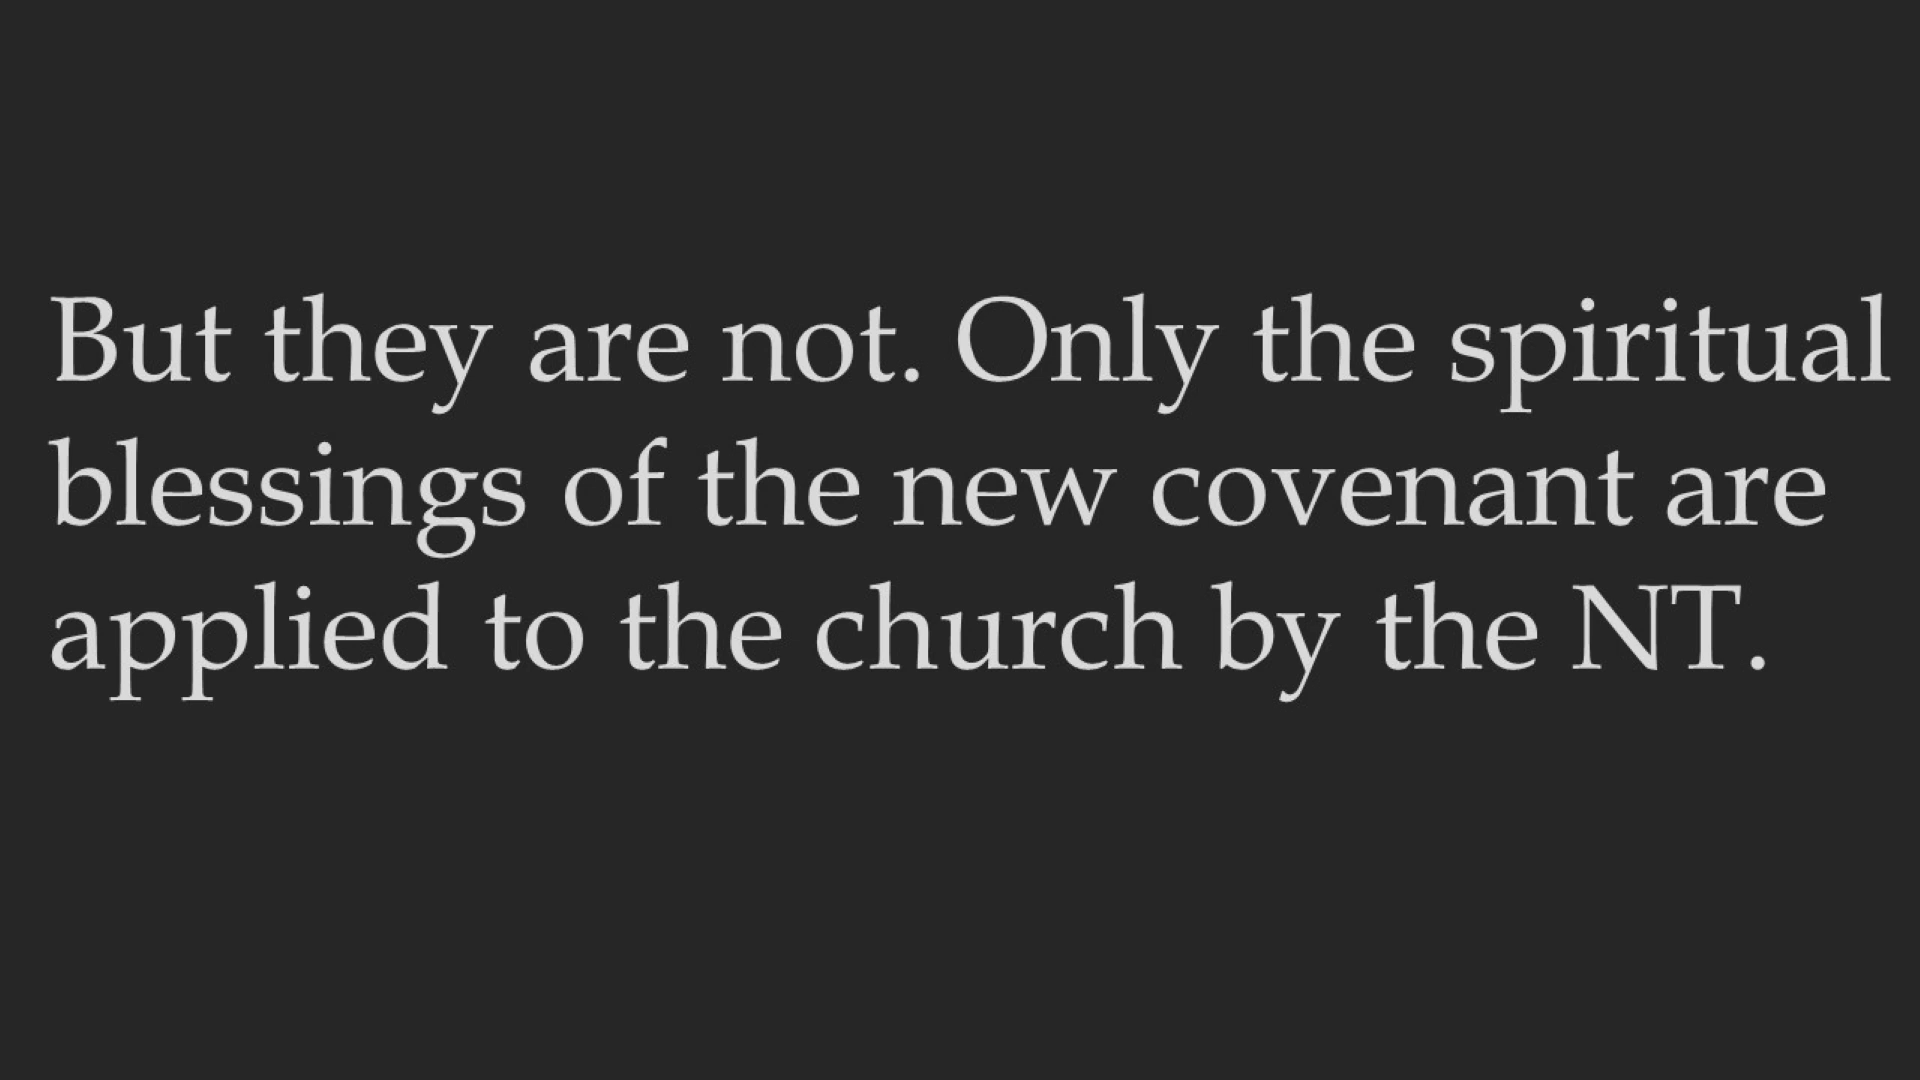 But they are not. Only the spiritual
blessings of the new covenant are
applied to the church by the NT.